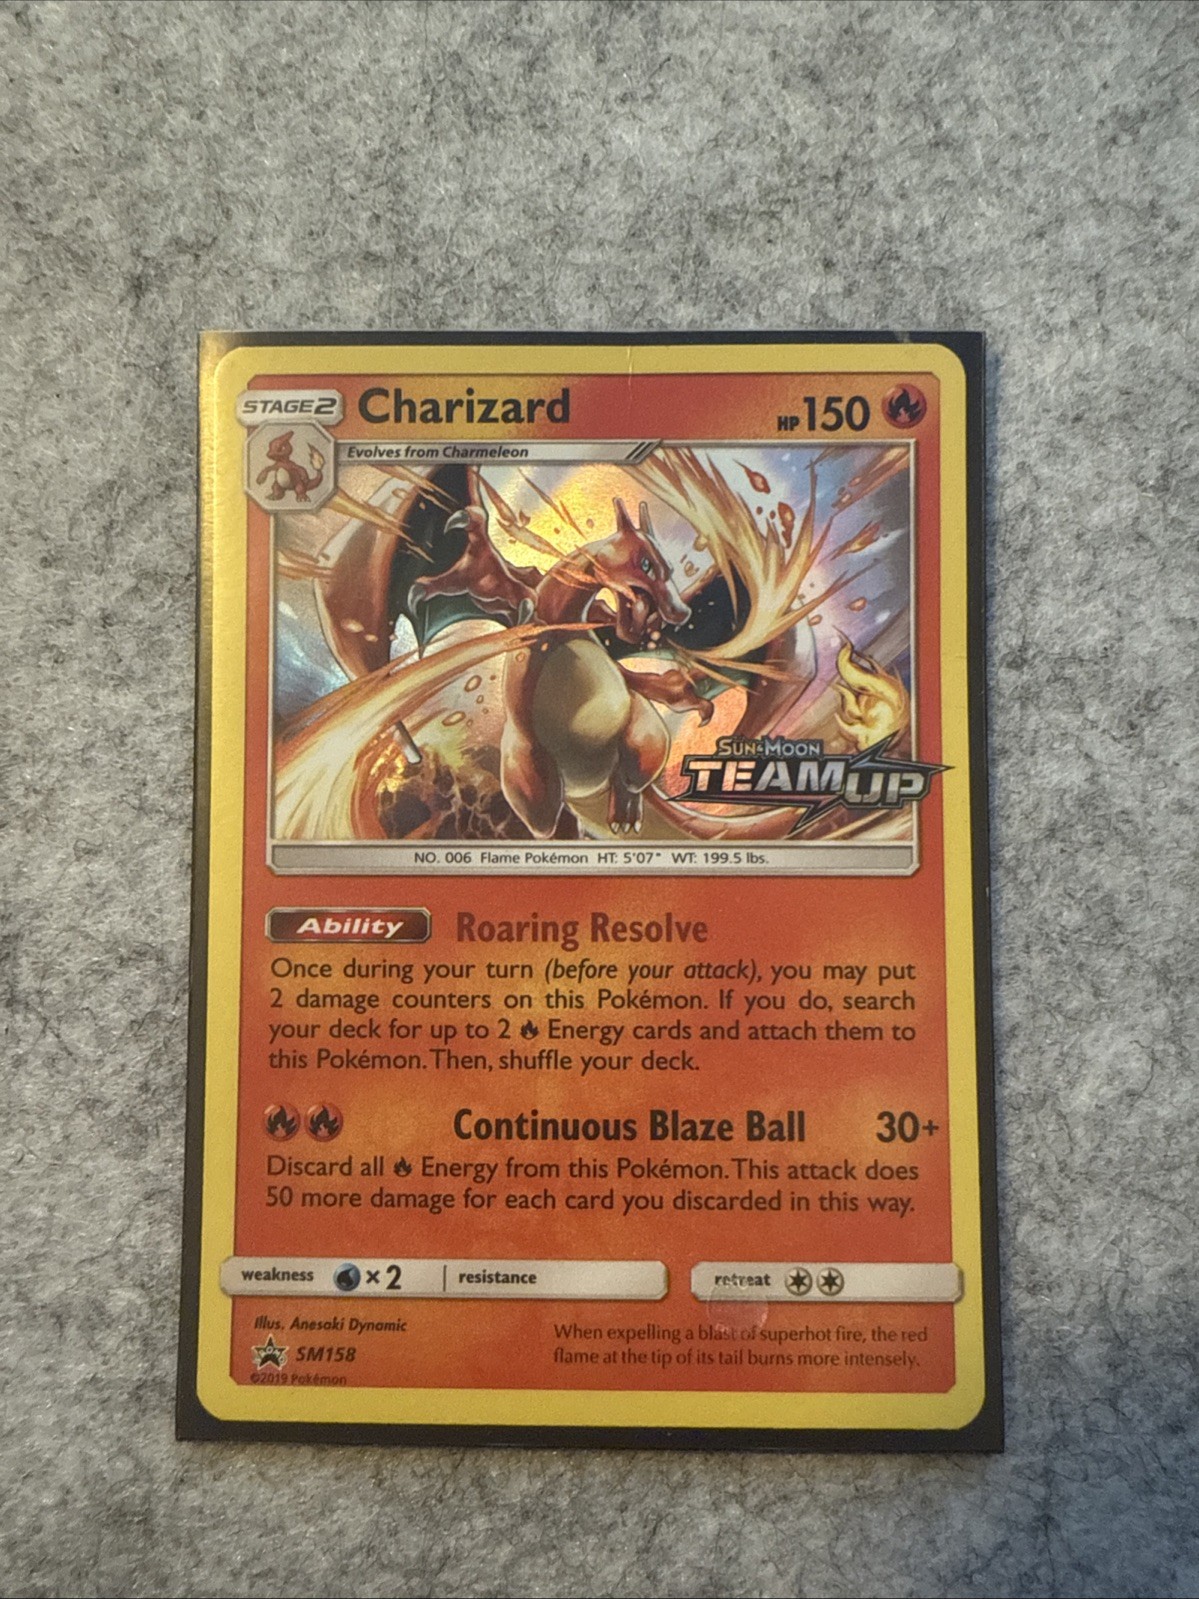 STAGE 2 Charizard HP 150
Evolves from Charmeleon
SUN & MOON
TEAM UP
NO. 006 Flame Pokémon HT: 5'07" WT: 199.5 lbs.
Ability Roaring Resolve
Once during your turn (before your attack), you may put
2 damage counters on this Pokémon. If you do, search
your deck for up to 2 Energy cards and attach them to
this Pokémon. Then, shuffle your deck.
Continuous Blaze Ball 30+
Discard all Energy from this Pokémon. This attack does
50 more damage for each card you discarded in this way.
weakness × 2 resistance retreat
Illus. Anesaki Dynamic
SM158
©2019 Pokémon
When expelling a blast of superhot fire, the red
flame at the tip of its tail burns more intensely.